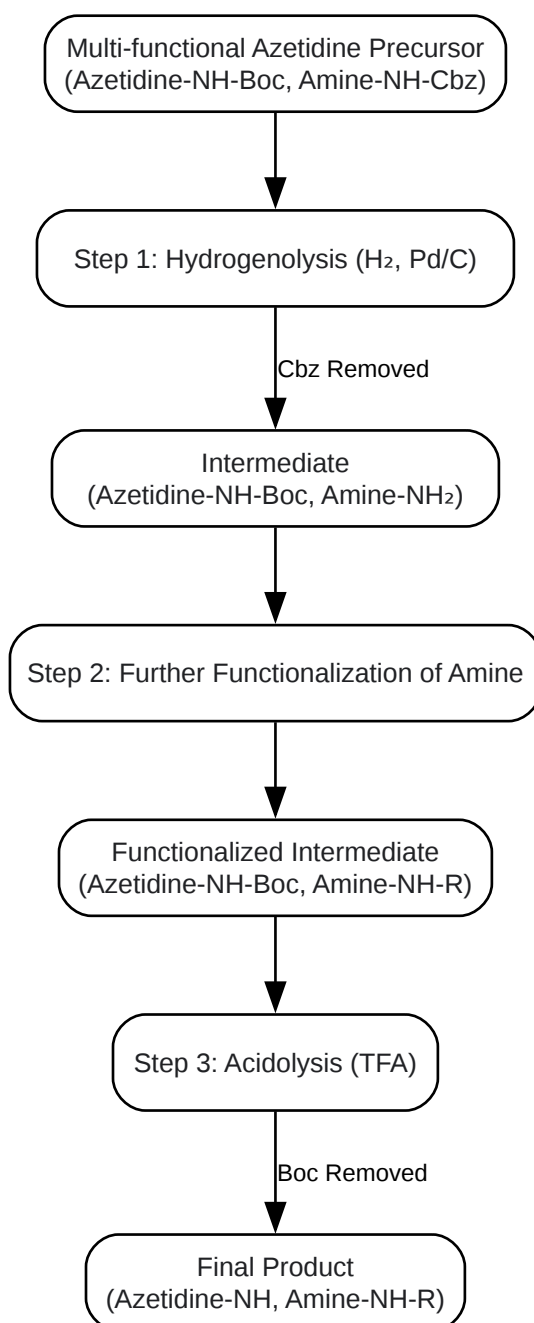 Multi-functional Azetidine Precursor
(Azetidine-NH-Boc, Amine-NH-Cbz)
Step 1: Hydrogenolysis (H₂, Pd/C)
Cbz Removed
Intermediate
(Azetidine-NH-Boc, Amine-NH₂)
Step 2: Further Functionalization of Amine
Functionalized Intermediate
(Azetidine-NH-Boc, Amine-NH-R)
Step 3: Acidolysis (TFA)
Boc Removed
Final Product
(Azetidine-NH, Amine-NH-R)